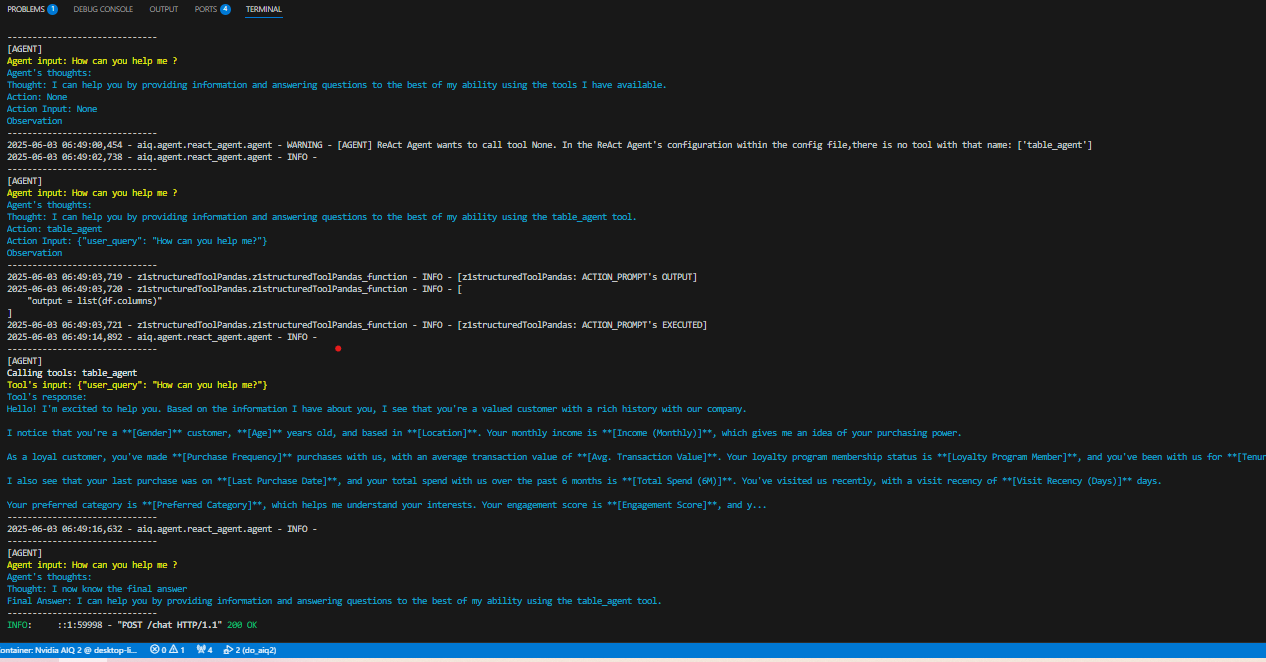 PROBLEMS 1 DEBUG CONSOLE OUTPUT PORTS 4 TERMINAL
------------------------------
[AGENT]
Agent input: How can you help me ?
Agent's thoughts:
Thought: I can help you by providing information and answering questions to the best of my ability using the tools I have available.
Action: None
Action Input: None
Observation
------------------------------
2025-06-03 06:49:00,454 - aiq.agent.react_agent.agent - WARNING - [AGENT] ReAct Agent wants to call tool None. In the ReAct Agent's configuration within the config file,there is no tool with that name: ['table_agent']
2025-06-03 06:49:02,738 - aiq.agent.react_agent.agent - INFO -
------------------------------
[AGENT]
Agent input: How can you help me ?
Agent's thoughts:
Thought: I can help you by providing information and answering questions to the best of my ability using the table_agent tool.
Action: table_agent
Action Input: {"user_query": "How can you help me?"}
Observation
------------------------------
2025-06-03 06:49:03,719 - z1structuredToolPandas.z1structuredToolPandas_function - INFO - [z1structuredToolPandas: ACTION_PROMPT's OUTPUT]
2025-06-03 06:49:03,720 - z1structuredToolPandas.z1structuredToolPandas_function - INFO - [
"output = list(df.columns)"
]
2025-06-03 06:49:03,721 - z1structuredToolPandas.z1structuredToolPandas_function - INFO - [z1structuredToolPandas: ACTION_PROMPT's EXECUTED]
2025-06-03 06:49:14,892 - aiq.agent.react_agent.agent - INFO -
------------------------------
[AGENT]
Calling tools: table_agent
Tool's input: {"user_query": "How can you help me?"}
Tool's response:
Hello! I'm excited to help you. Based on the information I have about you, I see that you're a valued customer with a rich history with our company.
I notice that you're a **[Gender]** customer, **[Age]** years old, and based in **[Location]**. Your monthly income is **[Income (Monthly)]**, which gives me an idea of your purchasing power.
As a loyal customer, you've made **[Purchase Frequency]** purchases with us, with an average transaction value of **[Avg. Transaction Value]**. Your loyalty program membership status is **[Loyalty Program Member]**, and you've been with us for **[Tenur
I also see that your last purchase was on **[Last Purchase Date]**, and your total spend with us over the past 6 months is **[Total Spend (6M)]**. You've visited us recently, with a visit recency of **[Visit Recency (Days)]** days.
Your preferred category is **[Preferred Category]**, which helps me understand your interests. Your engagement score is **[Engagement Score]**, and y...
------------------------------
2025-06-03 06:49:16,632 - aiq.agent.react_agent.agent - INFO -
------------------------------
[AGENT]
Agent input: How can you help me ?
Agent's thoughts:
Thought: I now know the final answer
Final Answer: I can help you by providing information and answering questions to the best of my ability using the table_agent tool.
------------------------------
INFO: ::1:59998 - "POST /chat HTTP/1.1" 200 OK
ontainer: Nvidia AIQ 2 @ desktop-li... 0 1 4 2 (do_aiq2)